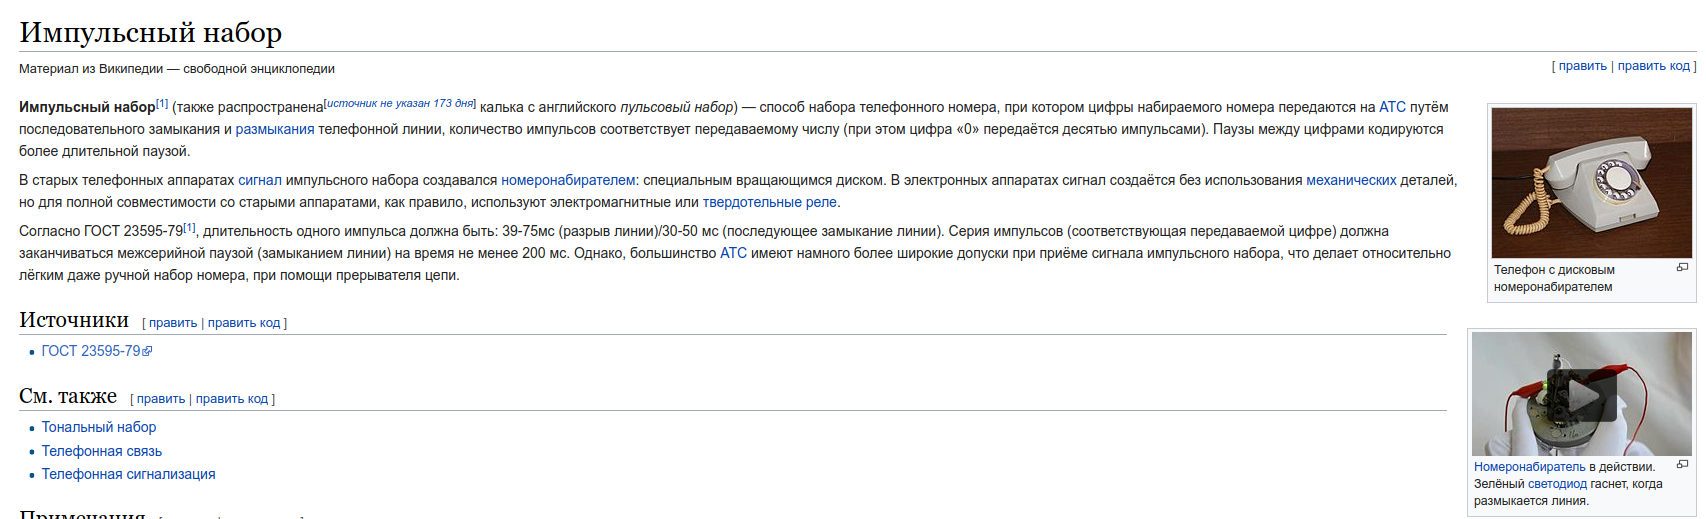 Импульсный набор
Материал из Википедии — свободной энциклопедии
[ править | править код ]
Импульсный набор[1] (также распространена[источник не указан 173 дня] калька с английского пульсовый набор) — способ набора телефонного номера, при котором цифры набираемого номера передаются на АТС путём
последовательного замыкания и размыкания телефонной линии, количество импульсов соответствует передаваемому числу (при этом цифра «0» передаётся десятью импульсами). Паузы между цифрами кодируются
более длительной паузой.
В старых телефонных аппаратах сигнал импульсного набора создавался номеронабирателем: специальным вращающимся диском. В электронных аппаратах сигнал создаётся без использования механических деталей,
но для полной совместимости со старыми аппаратами, как правило, используют электромагнитные или твердотельные реле.
Согласно ГОСТ 23595-79[1], длительность одного импульса должна быть: 39-75мс (разрыв линии)/30-50 мс (последующее замыкание линии). Серия импульсов (соответствующая передаваемой цифре) должна
заканчиваться межсерийной паузой (замыканием линии) на время не менее 200 мс. Однако, большинство АТС имеют намного более широкие допуски при приёме сигнала импульсного набора, что делает относительно
лёгким даже ручной набор номера, при помощи прерывателя цепи.
Телефон с дисковым
номеронабирателем
Источники [ править | править код ]
ГОСТ 23595-79
См. также [ править | править код ]
Тональный набор
Телефонная связь
Телефонная сигнализация
Номеронабиратель в действии.
Зелёный светодиод гаснет, когда
размыкается линия.
Примечания